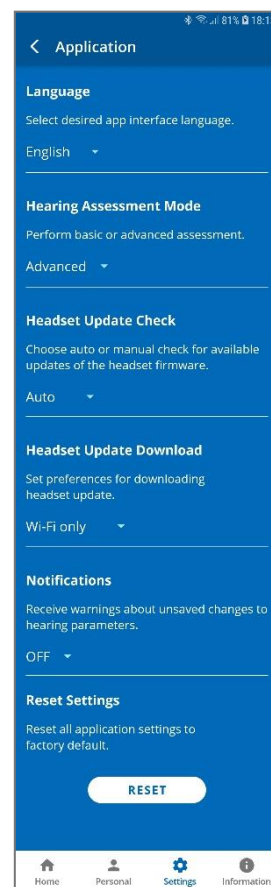 81% 18:1
Application
Language
Select desired app interface language.
English
Hearing Assessment Mode
Perform basic or advanced assessment.
Advanced
Headset Update Check
Choose auto or manual check for available
updates of the headset firmware.
Auto
Headset Update Download
Set preferences for downloading
headset update.
Wi-Fi only
Notifications
Receive warnings about unsaved changes to
hearing parameters.
OFF
Reset Settings
Reset all application settings to
factory default.
RESET
Home Personal Settings Information